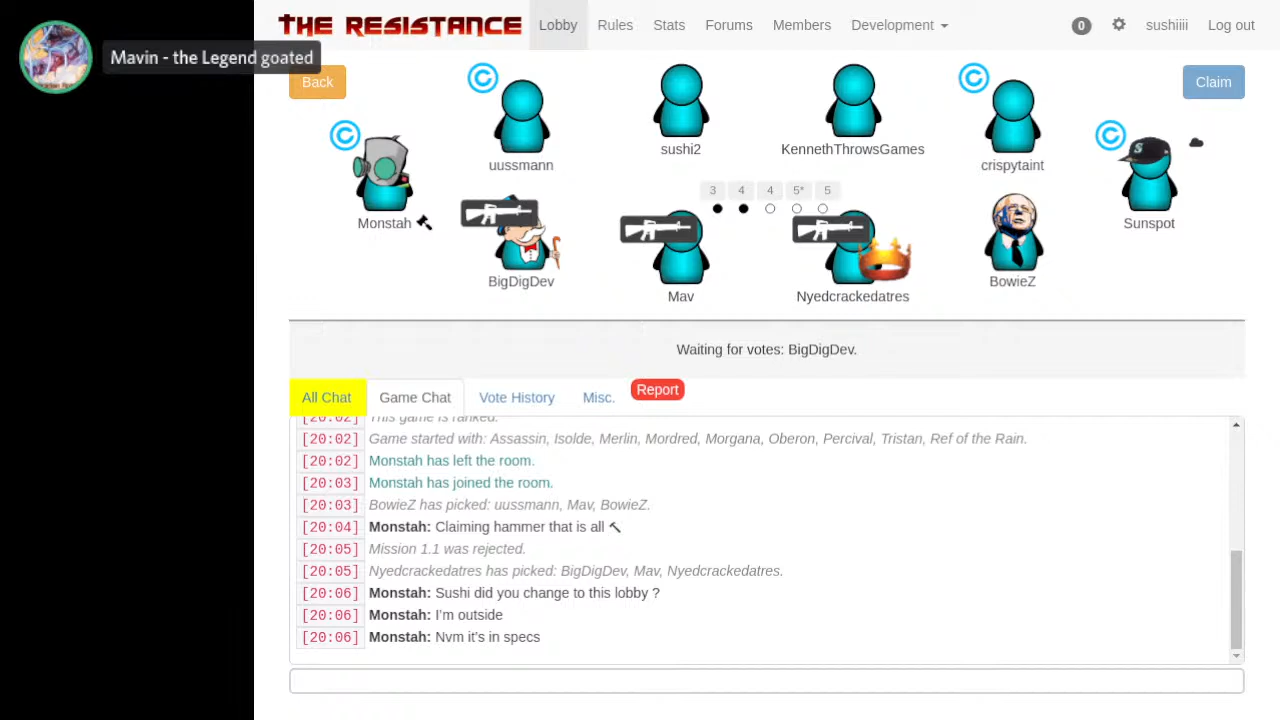 THE RESISTANCE
Lobby
Rules
Stats
Forums
Members
Development
0
sushiiii
Log out
Mavin - the Legend goated
Back
Claim
uussmann
sushi2
KennethThrowsGames
crispytaint
Monstah
Sunspot
3 4 4 5* 5
BigDigDev
Mav
Nyedcrackedatres
BowieZ
Waiting for votes: BigDigDev.
All Chat
Game Chat
Vote History
Misc.
Report
[20:02] This game is ranked.
[20:02] Game started with: Assassin, Isolde, Merlin, Mordred, Morgana, Oberon, Percival, Tristan, Ref of the Rain.
[20:02] Monstah has left the room.
[20:03] Monstah has joined the room.
[20:03] BowieZ has picked: uussmann, Mav, BowieZ.
[20:04] Monstah: Claiming hammer that is all
[20:05] Mission 1.1 was rejected.
[20:05] Nyedcrackedatres has picked: BigDigDev, Mav, Nyedcrackedatres.
[20:06] Monstah: Sushi did you change to this lobby ?
[20:06] Monstah: I'm outside
[20:06] Monstah: Nvm it's in specs